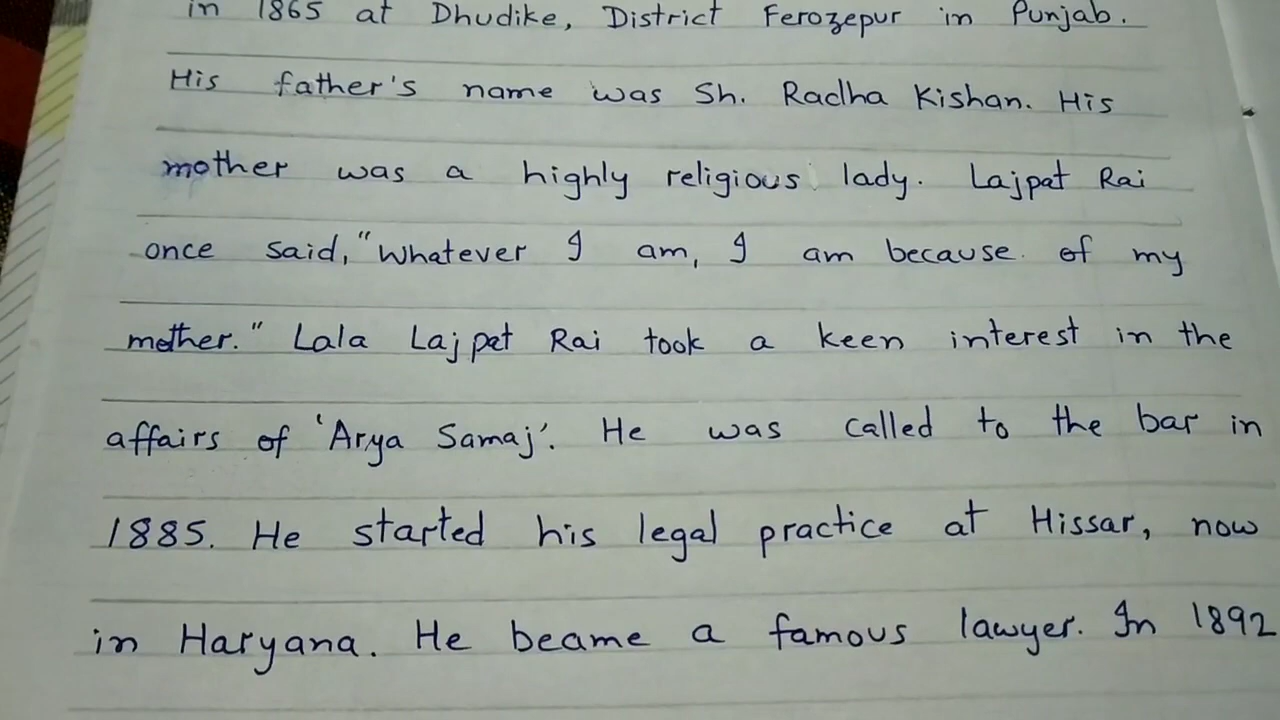 in 1865 at Dhudike, District Ferozepur in Punjab.
His father's name was Sh. Radha Kishan. His
mother was a highly religious lady. Lajpat Rai
once said, "Whatever I am, I am because of my
mother." Lala Lajpat Rai took a keen interest in the
affairs of 'Arya Samaj'. He was called to the bar in
1885. He started his legal practice at Hissar, now
in Haryana. He beame a famous lawyer. In 1892